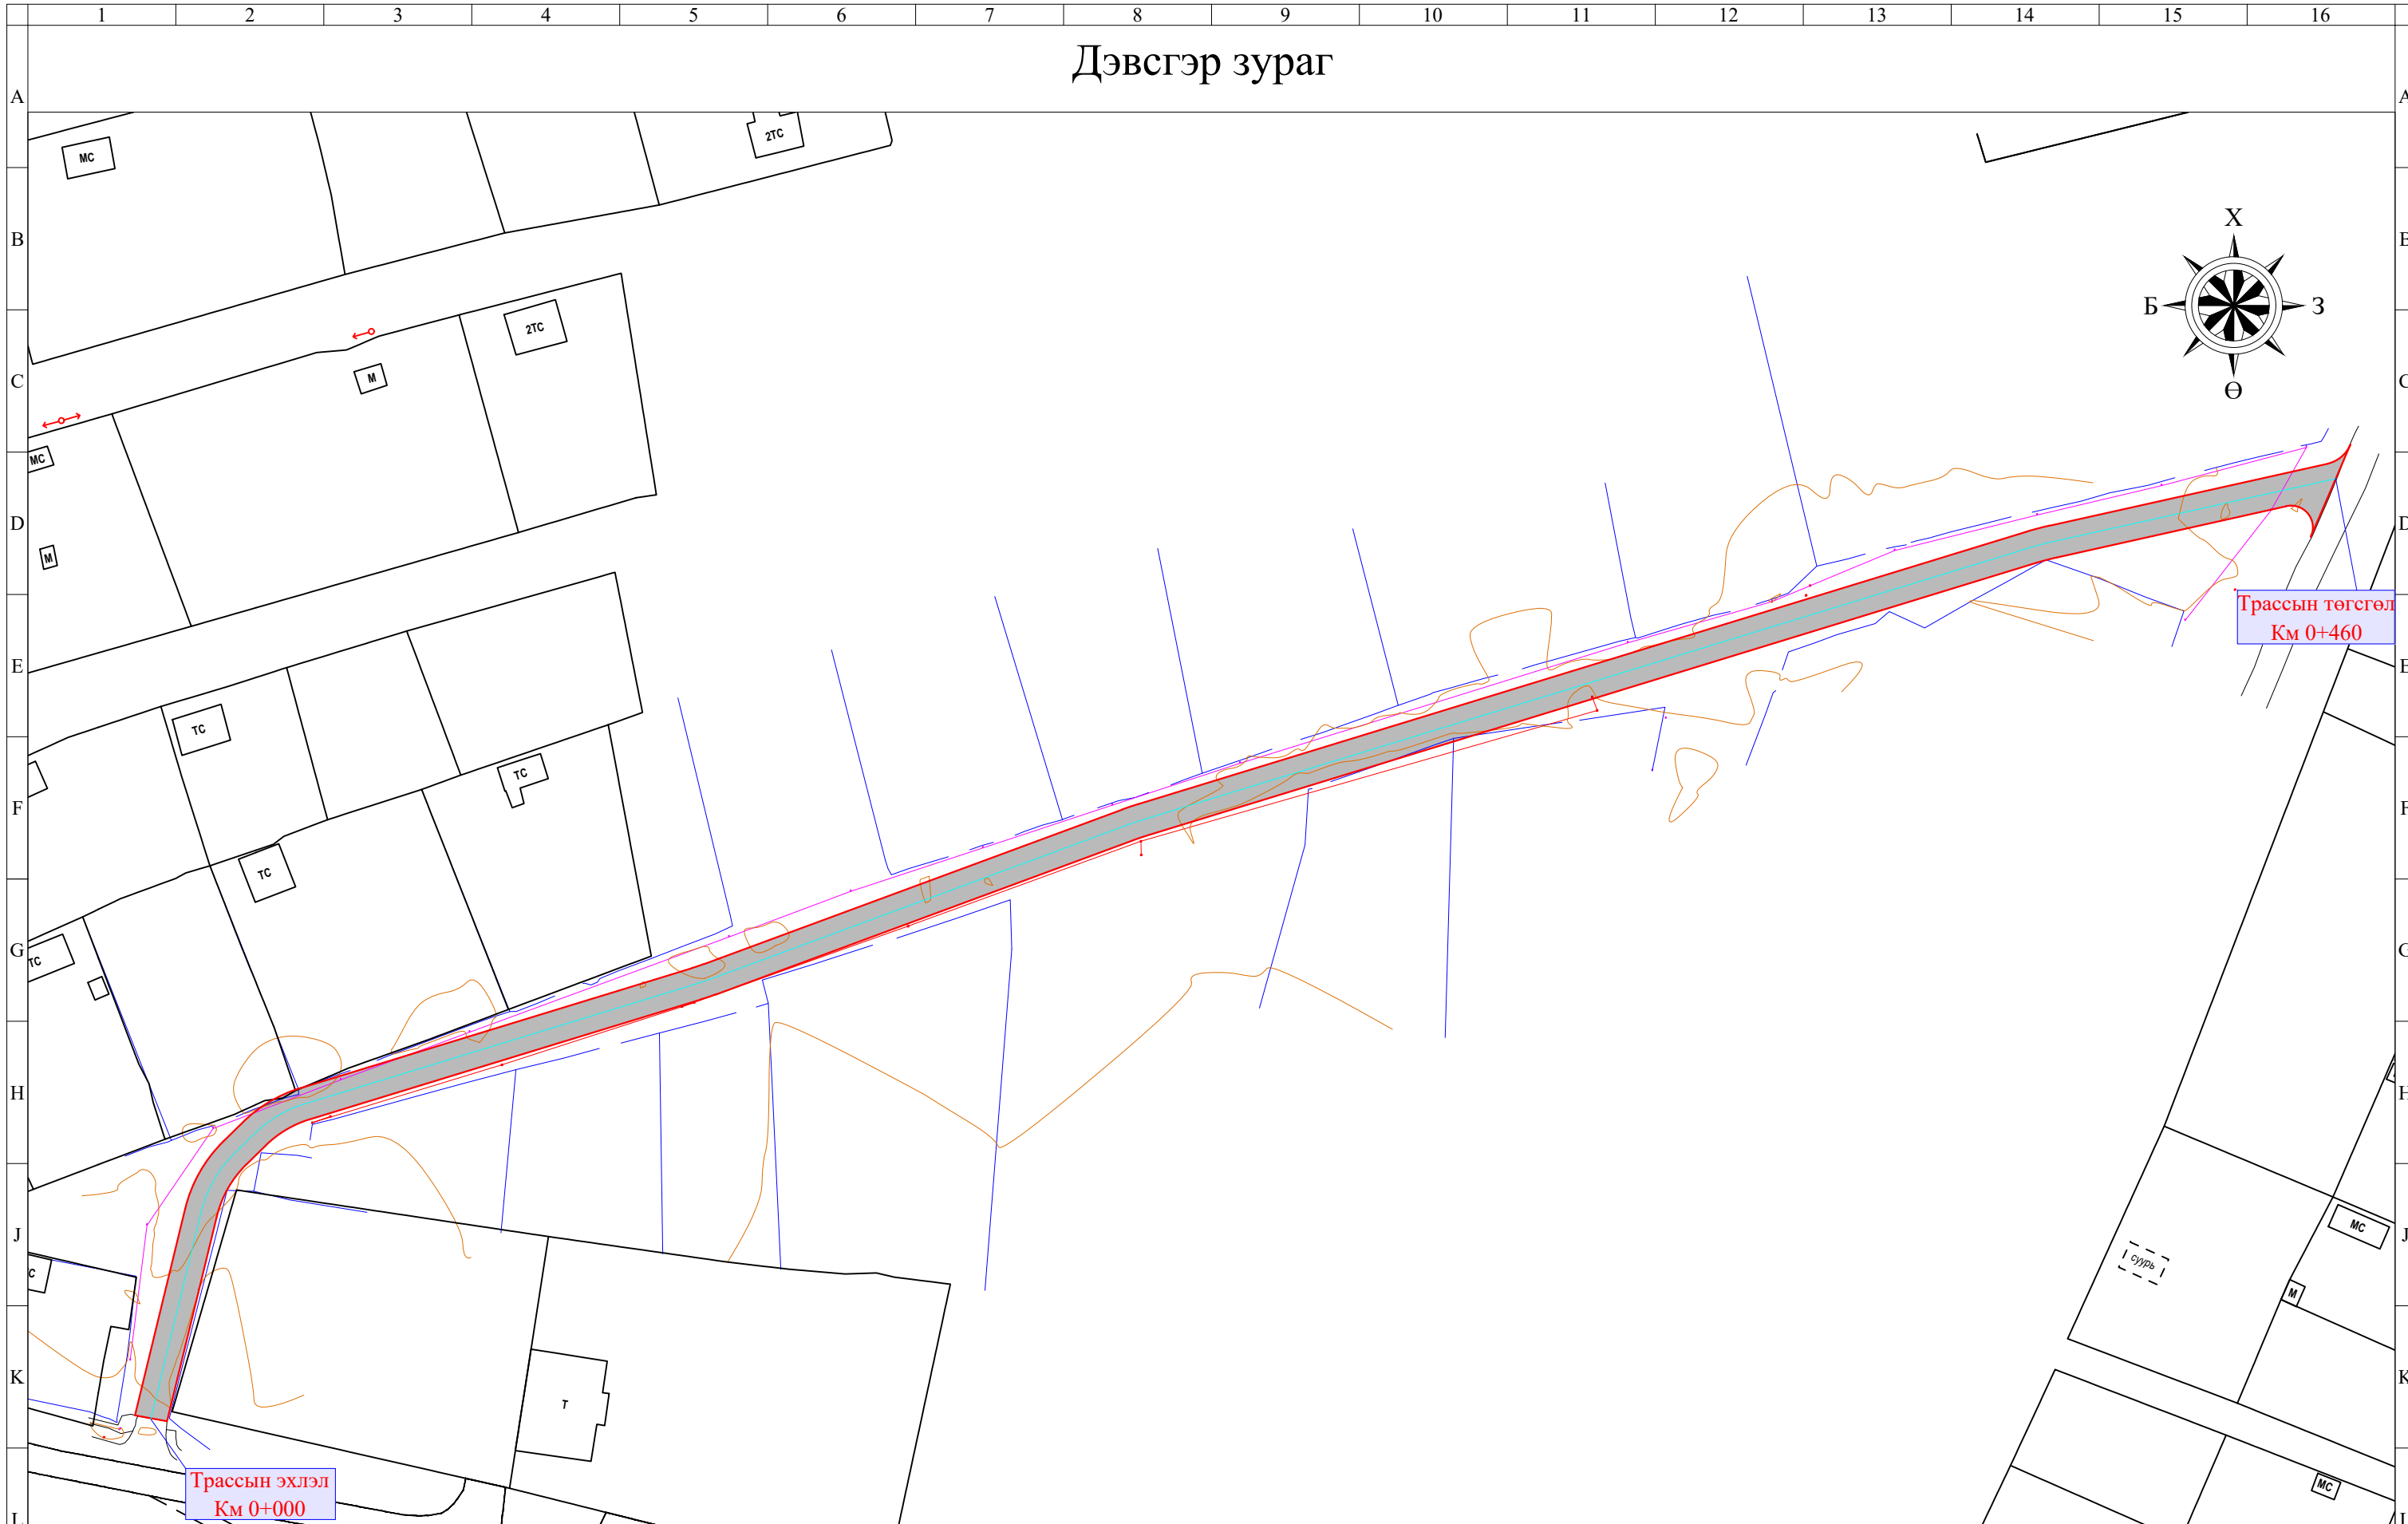 1 2 3 4 5 6 7 8 9 10 11 12 13 14 15 16
Дэвсгэр зураг
A A
МС
2ТС
B
Х
Б З
Ө
2ТС
C
М
МС
D
М
Трассын төгсгөл
Км 0+460
E
ТС
ТС
F
ТС
G
ТС
H
J J
МС
суурь
С
М
K
Т
МС
Трассын эхлэл
Км 0+000
L